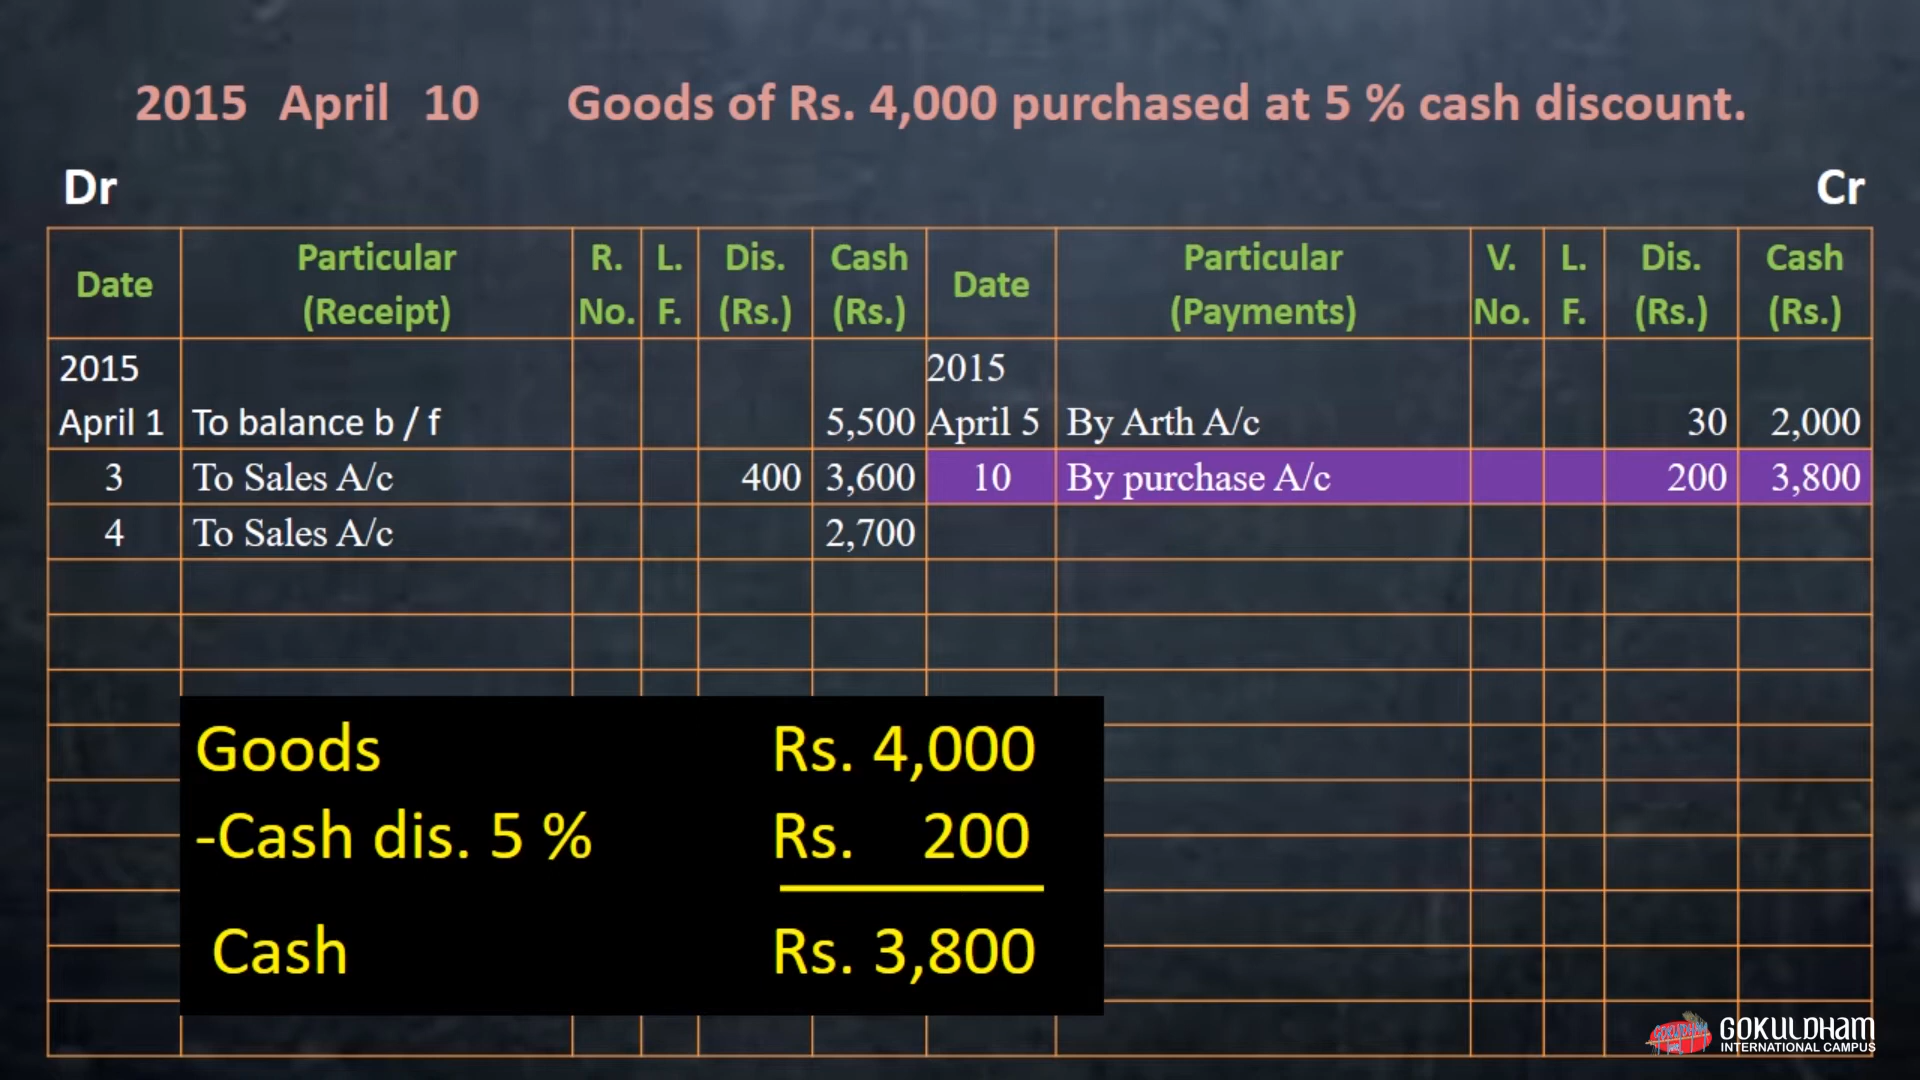 2015 April 10 Goods of Rs. 4,000 purchased at 5 % cash discount.
Dr Cr
Date Particular (Receipt) R. No. L. F. Dis. (Rs.) Cash (Rs.) Date Particular (Payments) V. No. L. F. Dis. (Rs.) Cash (Rs.)
2015 2015
April 1 To balance b / f 5,500 April 5 By Arth A/c 30 2,000
3 To Sales A/c 400 3,600 10 By purchase A/c 200 3,800
4 To Sales A/c 2,700
Goods Rs. 4,000
-Cash dis. 5 % Rs. 200
Cash Rs. 3,800
GOKULDHAM
INTERNATIONAL CAMPUS